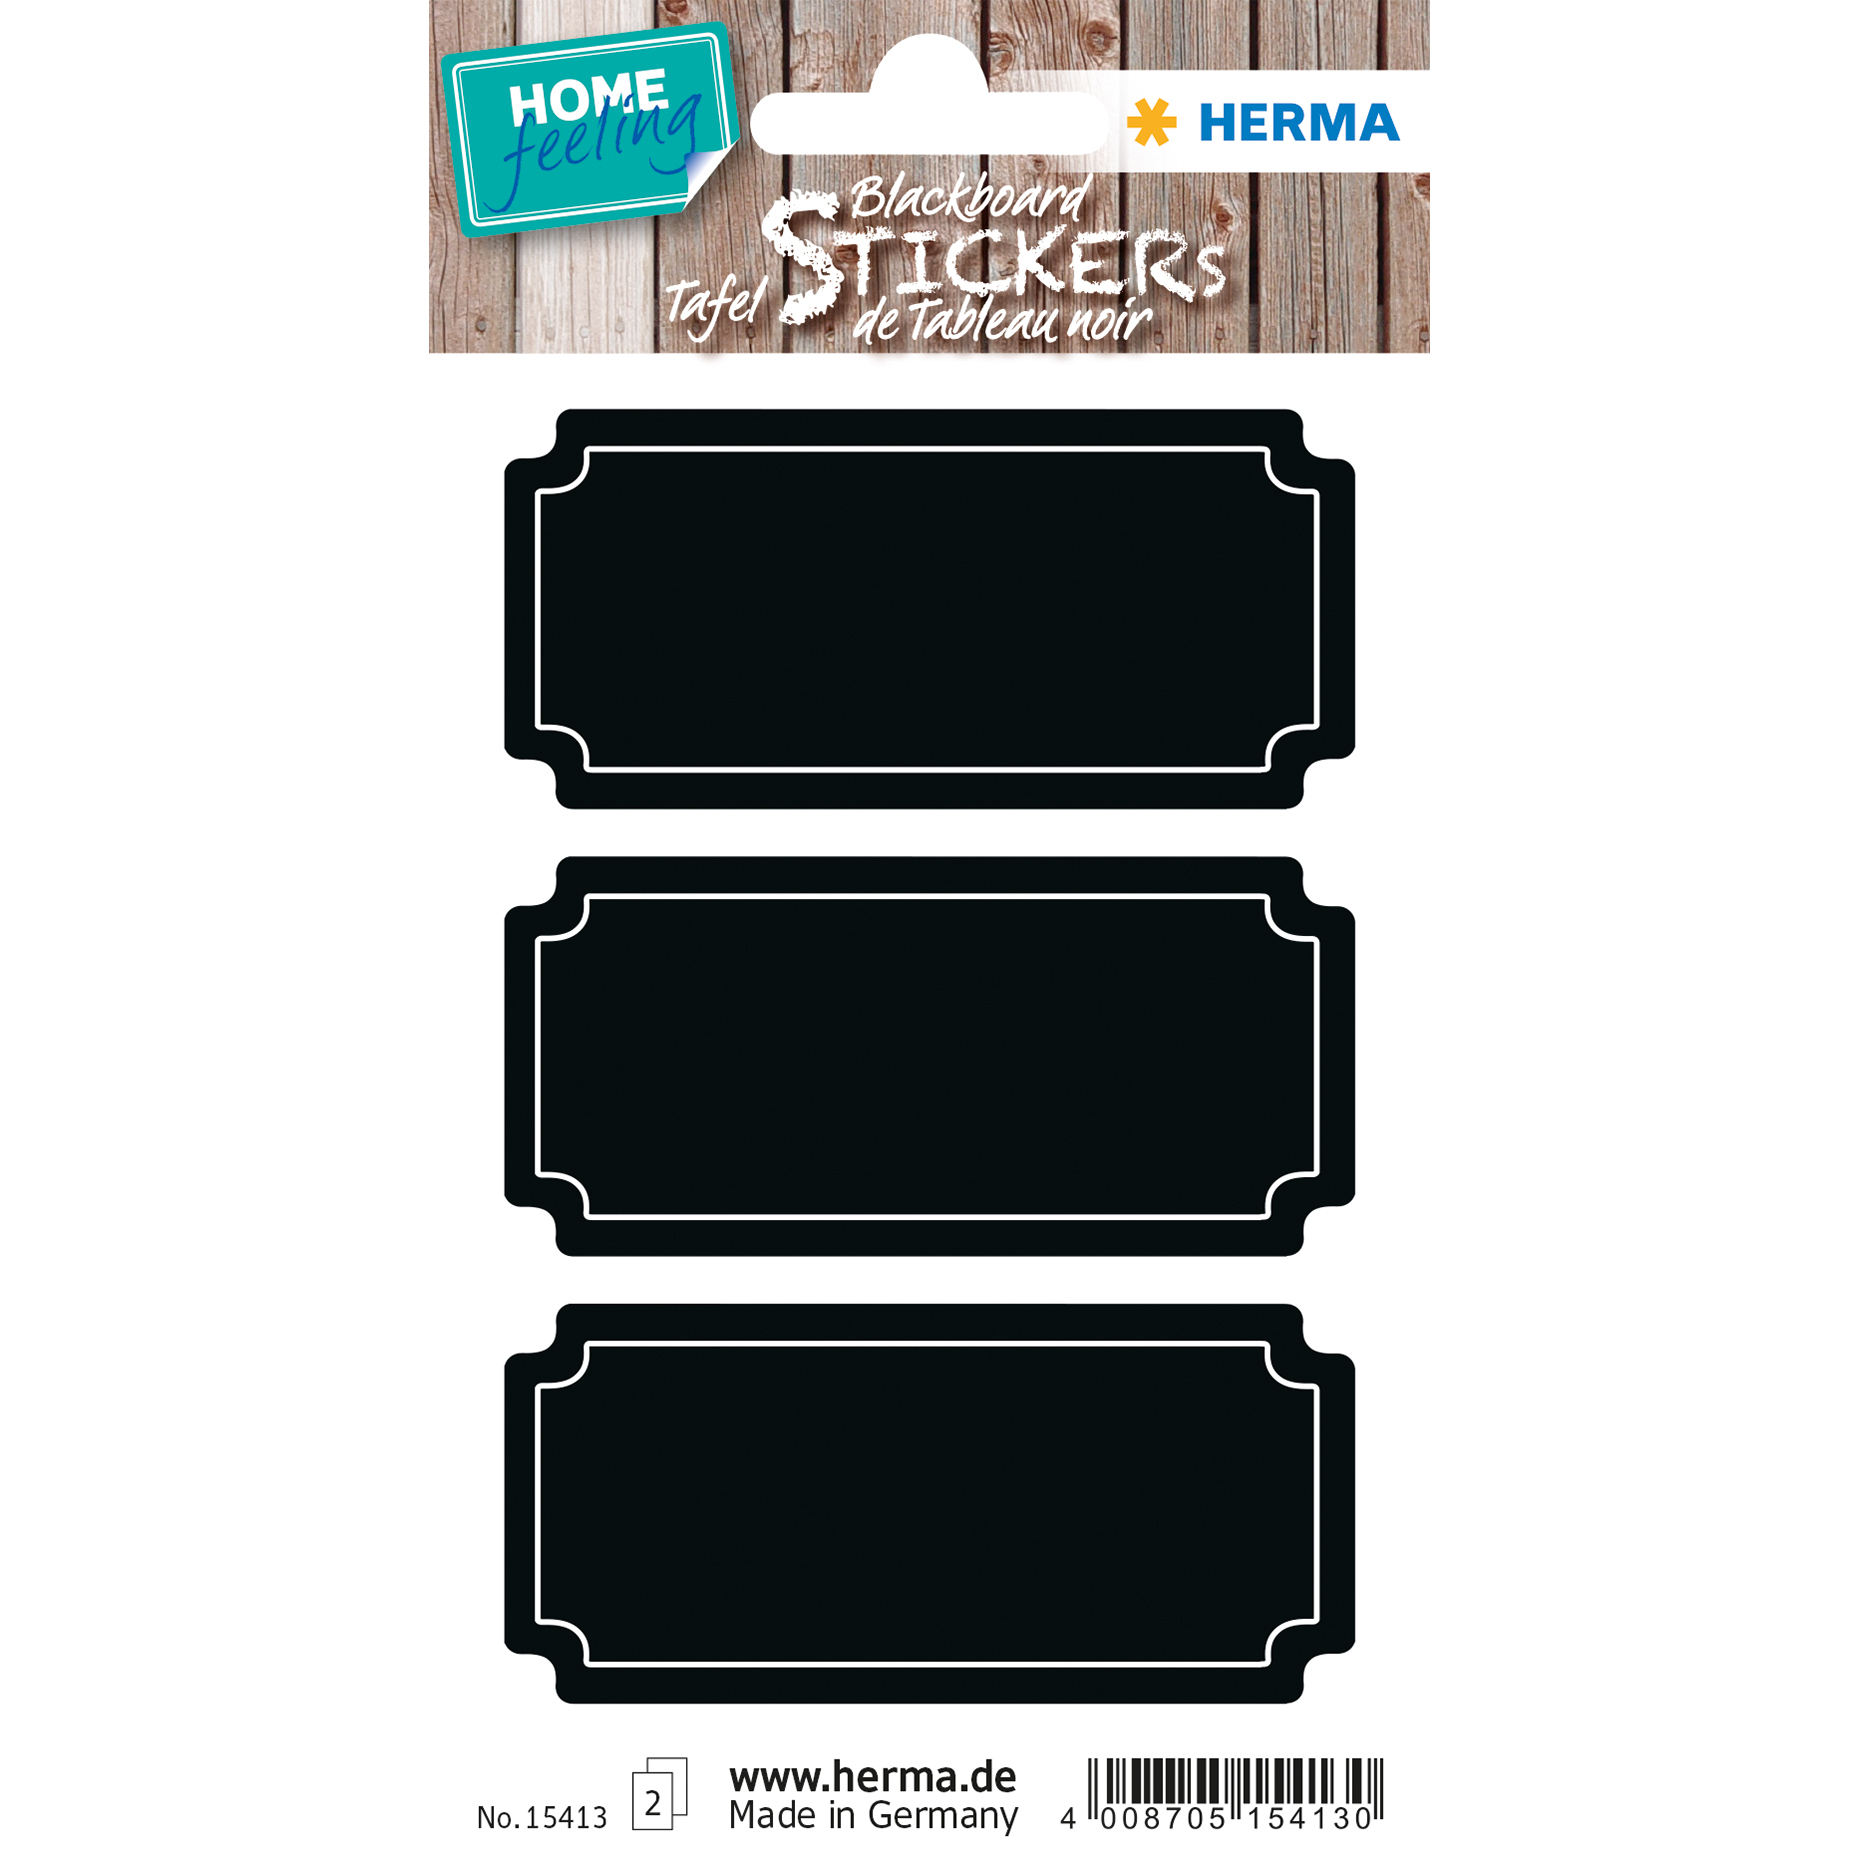 HOME
feeling
HERMA
Blackboard
STICKERS
Tafel
de Tableau noir
No. 15413
2
www.herma.de
Made in Germany
4 008705 154130